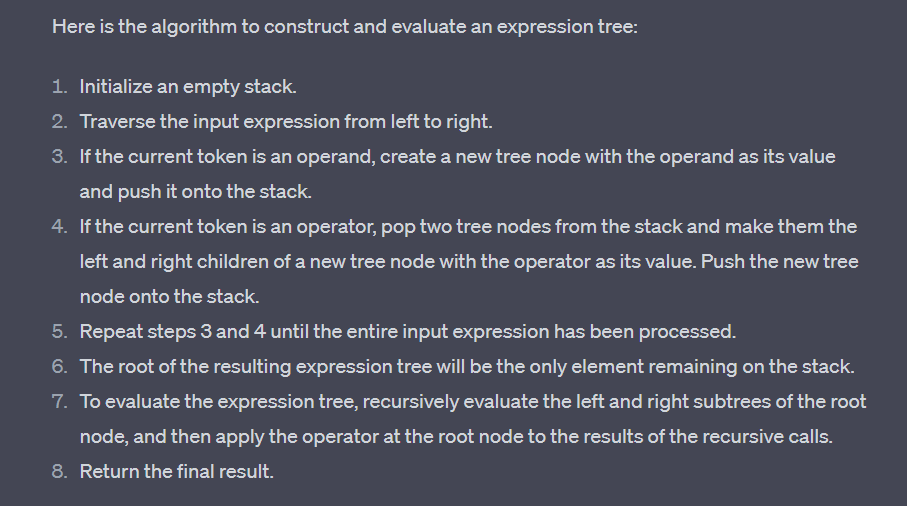 Here is the algorithm to construct and evaluate an expression tree:
1. Initialize an empty stack.
2. Traverse the input expression from left to right.
3. If the current token is an operand, create a new tree node with the operand as its value
and push it onto the stack.
4. If the current token is an operator, pop two tree nodes from the stack and make them the
left and right children of a new tree node with the operator as its value. Push the new tree
node onto the stack.
5. Repeat steps 3 and 4 until the entire input expression has been processed.
6. The root of the resulting expression tree will be the only element remaining on the stack.
7. To evaluate the expression tree, recursively evaluate the left and right subtrees of the root
node, and then apply the operator at the root node to the results of the recursive calls.
8. Return the final result.